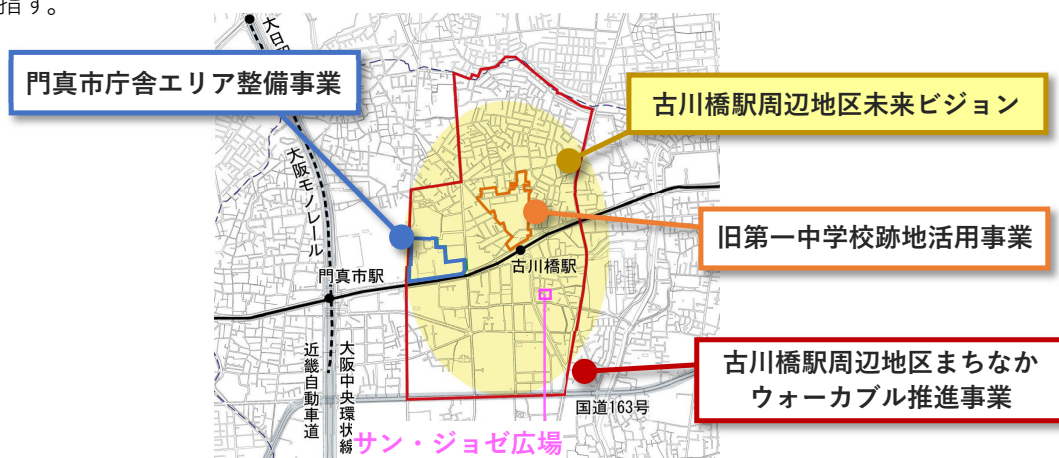 指す。
大日
門真市庁舎エリア整備事業
古川橋駅周辺地区未来ビジョン
大阪モノレール
旧第一中学校跡地活用事業
古川橋駅
門真市駅
古川橋駅周辺地区まちなか
ウォーカブル推進事業
大阪中央環状線
近畿自動車道
国道163号
サン・ジョゼ広場